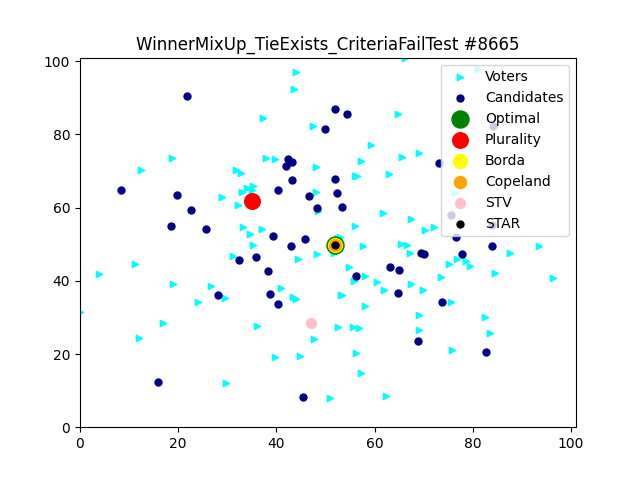 WinnerMixUp_TieExists_CriteriaFailTest #8665
100
80
60
40
20
0
0
20
40
60
80
100
Voters
Candidates
Optimal
Plurality
Borda
Copeland
STV
STAR